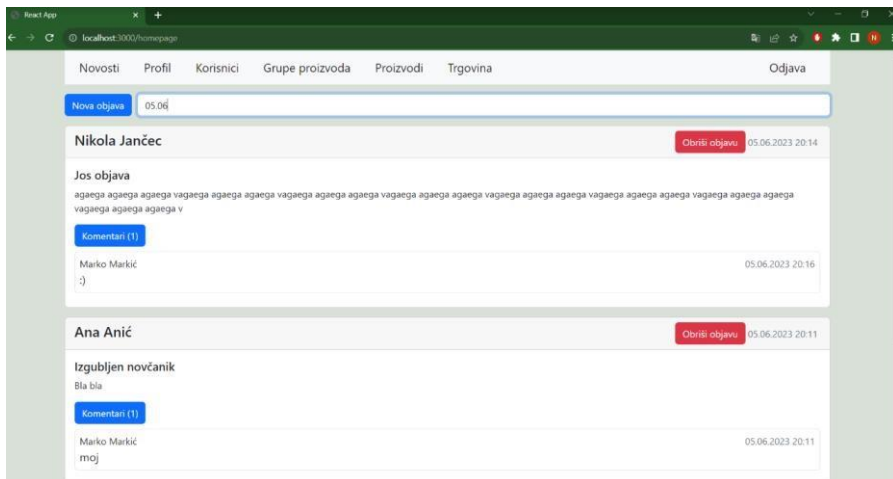 React App
localhost:3000/homepage
Novosti Profil Korisnici Grupe proizvoda Proizvodi Trgovina Odjava
Nova objava 05.06
Nikola Jančec Obriši objavu 05.06.2023 20:14
Jos objava
agaega agaega agaega vagaega agaega agaega vagaega agaega agaega vagaega agaega agaega vagaega agaega agaega vagaega agaega agaega vagaega agaega agaega
vagaega agaega agaega v
Komentari (1)
Marko Markić 05.06.2023 20:16
:)
Ana Anić Obriši objavu 05.06.2023 20:11
Izgubljen novčanik
Bla bla
Komentari (1)
Marko Markić 05.06.2023 20:11
moj